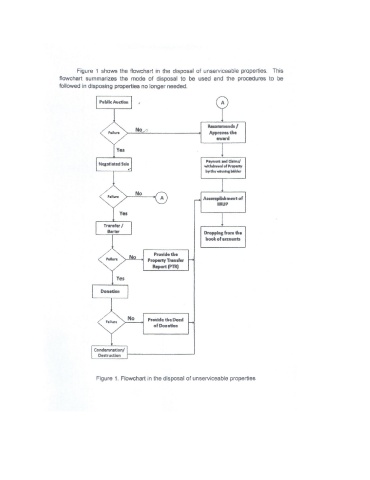 Figure 1 shows the flowchart in the disposal of unserviceable properties. This
flowchart summarizes the mode of disposal to be used and the procedures to be
followed in disposing properties no longer needed.
Public Auction
A
Failure
No
Recommends /
Approves the
award
Yes
Negotiated Sale
Payment and Claims/
withdrawal of Property
by the winning bidder
Failure
No
A
Accomplishment of
IIRUP
Yes
Transfer /
Barter
Dropping from the
book of accounts
Failure
No
Provide the
Property Transfer
Report (PTR)
Yes
Donation
Failure
No
Provide the Deed
of Donation
Condemnation/
Destruction
Figure 1. Flowchart in the disposal of unserviceable properties